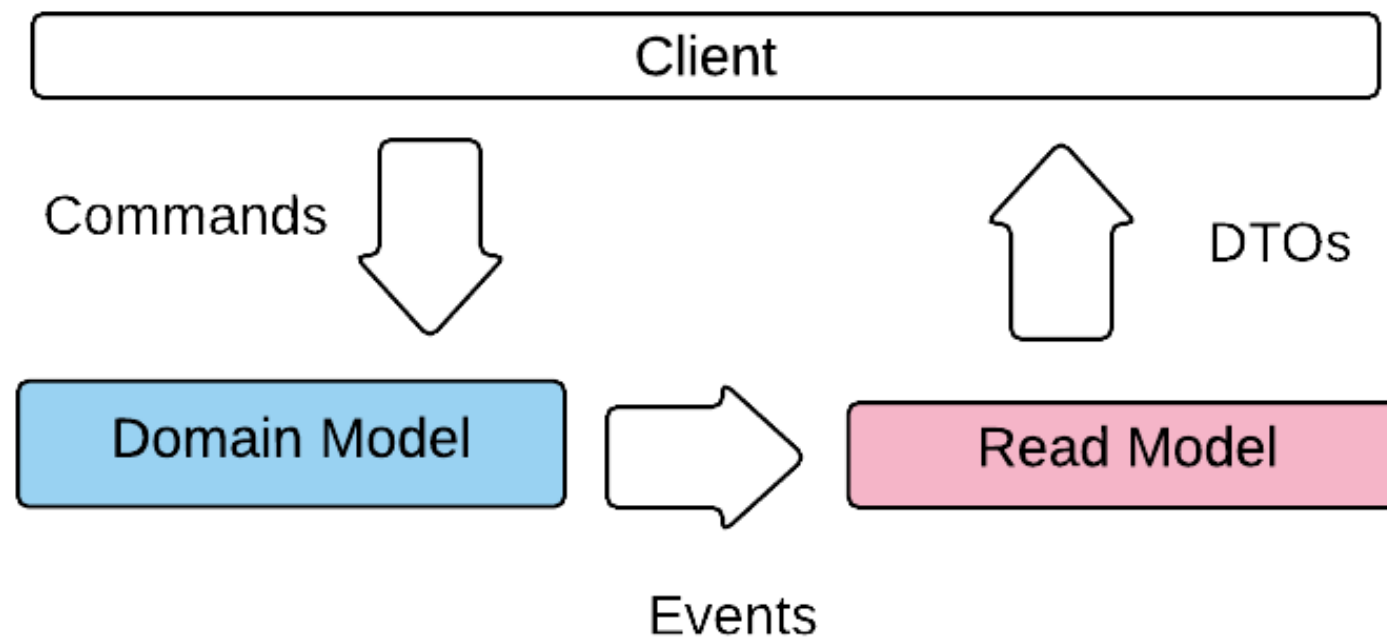 Client
Commands
DTOs
Domain Model
Read Model
Events